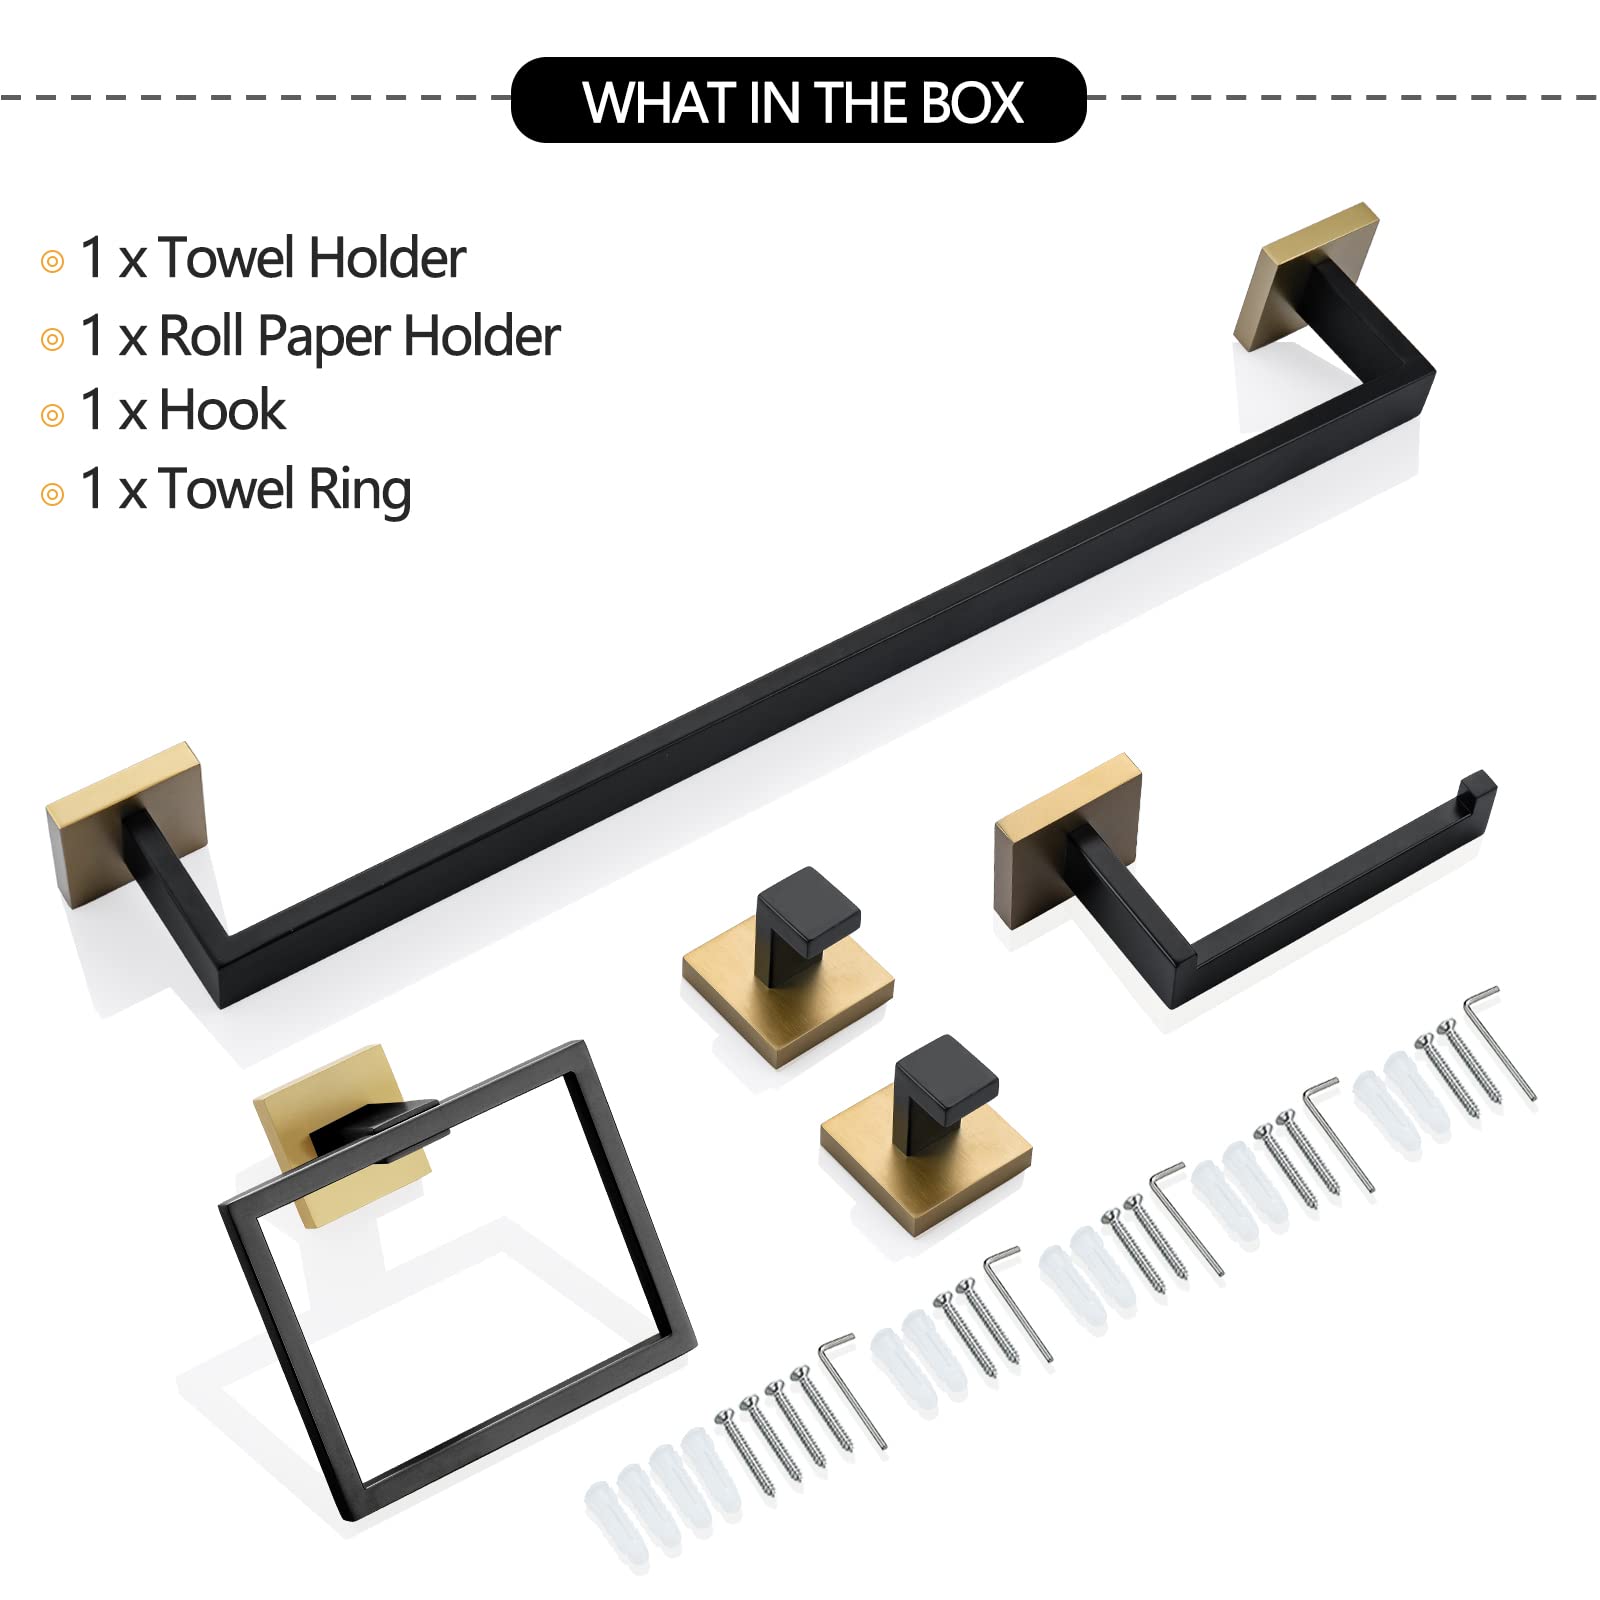 WHAT IN THE BOX
1 x Towel Holder
1 x Roll Paper Holder
1 x Hook
1 x Towel Ring